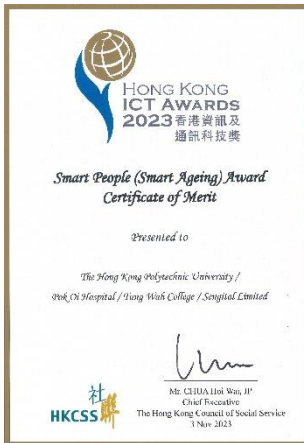 HONG KONG
ICT AWARDS
2023香港資訊及
通訊科技獎
Smart People (Smart Ageing) Award
Certificate of Merit
Presented to
The Hong Kong Polytechnic University /
Pok Oi Hospital / Tung Wah College / Sengital Limited
Mr. CHUA Hoi Wai, JP
Chief Executive
The Hong Kong Council of Social Service
3 Nov 2023
社聯
HKCSS